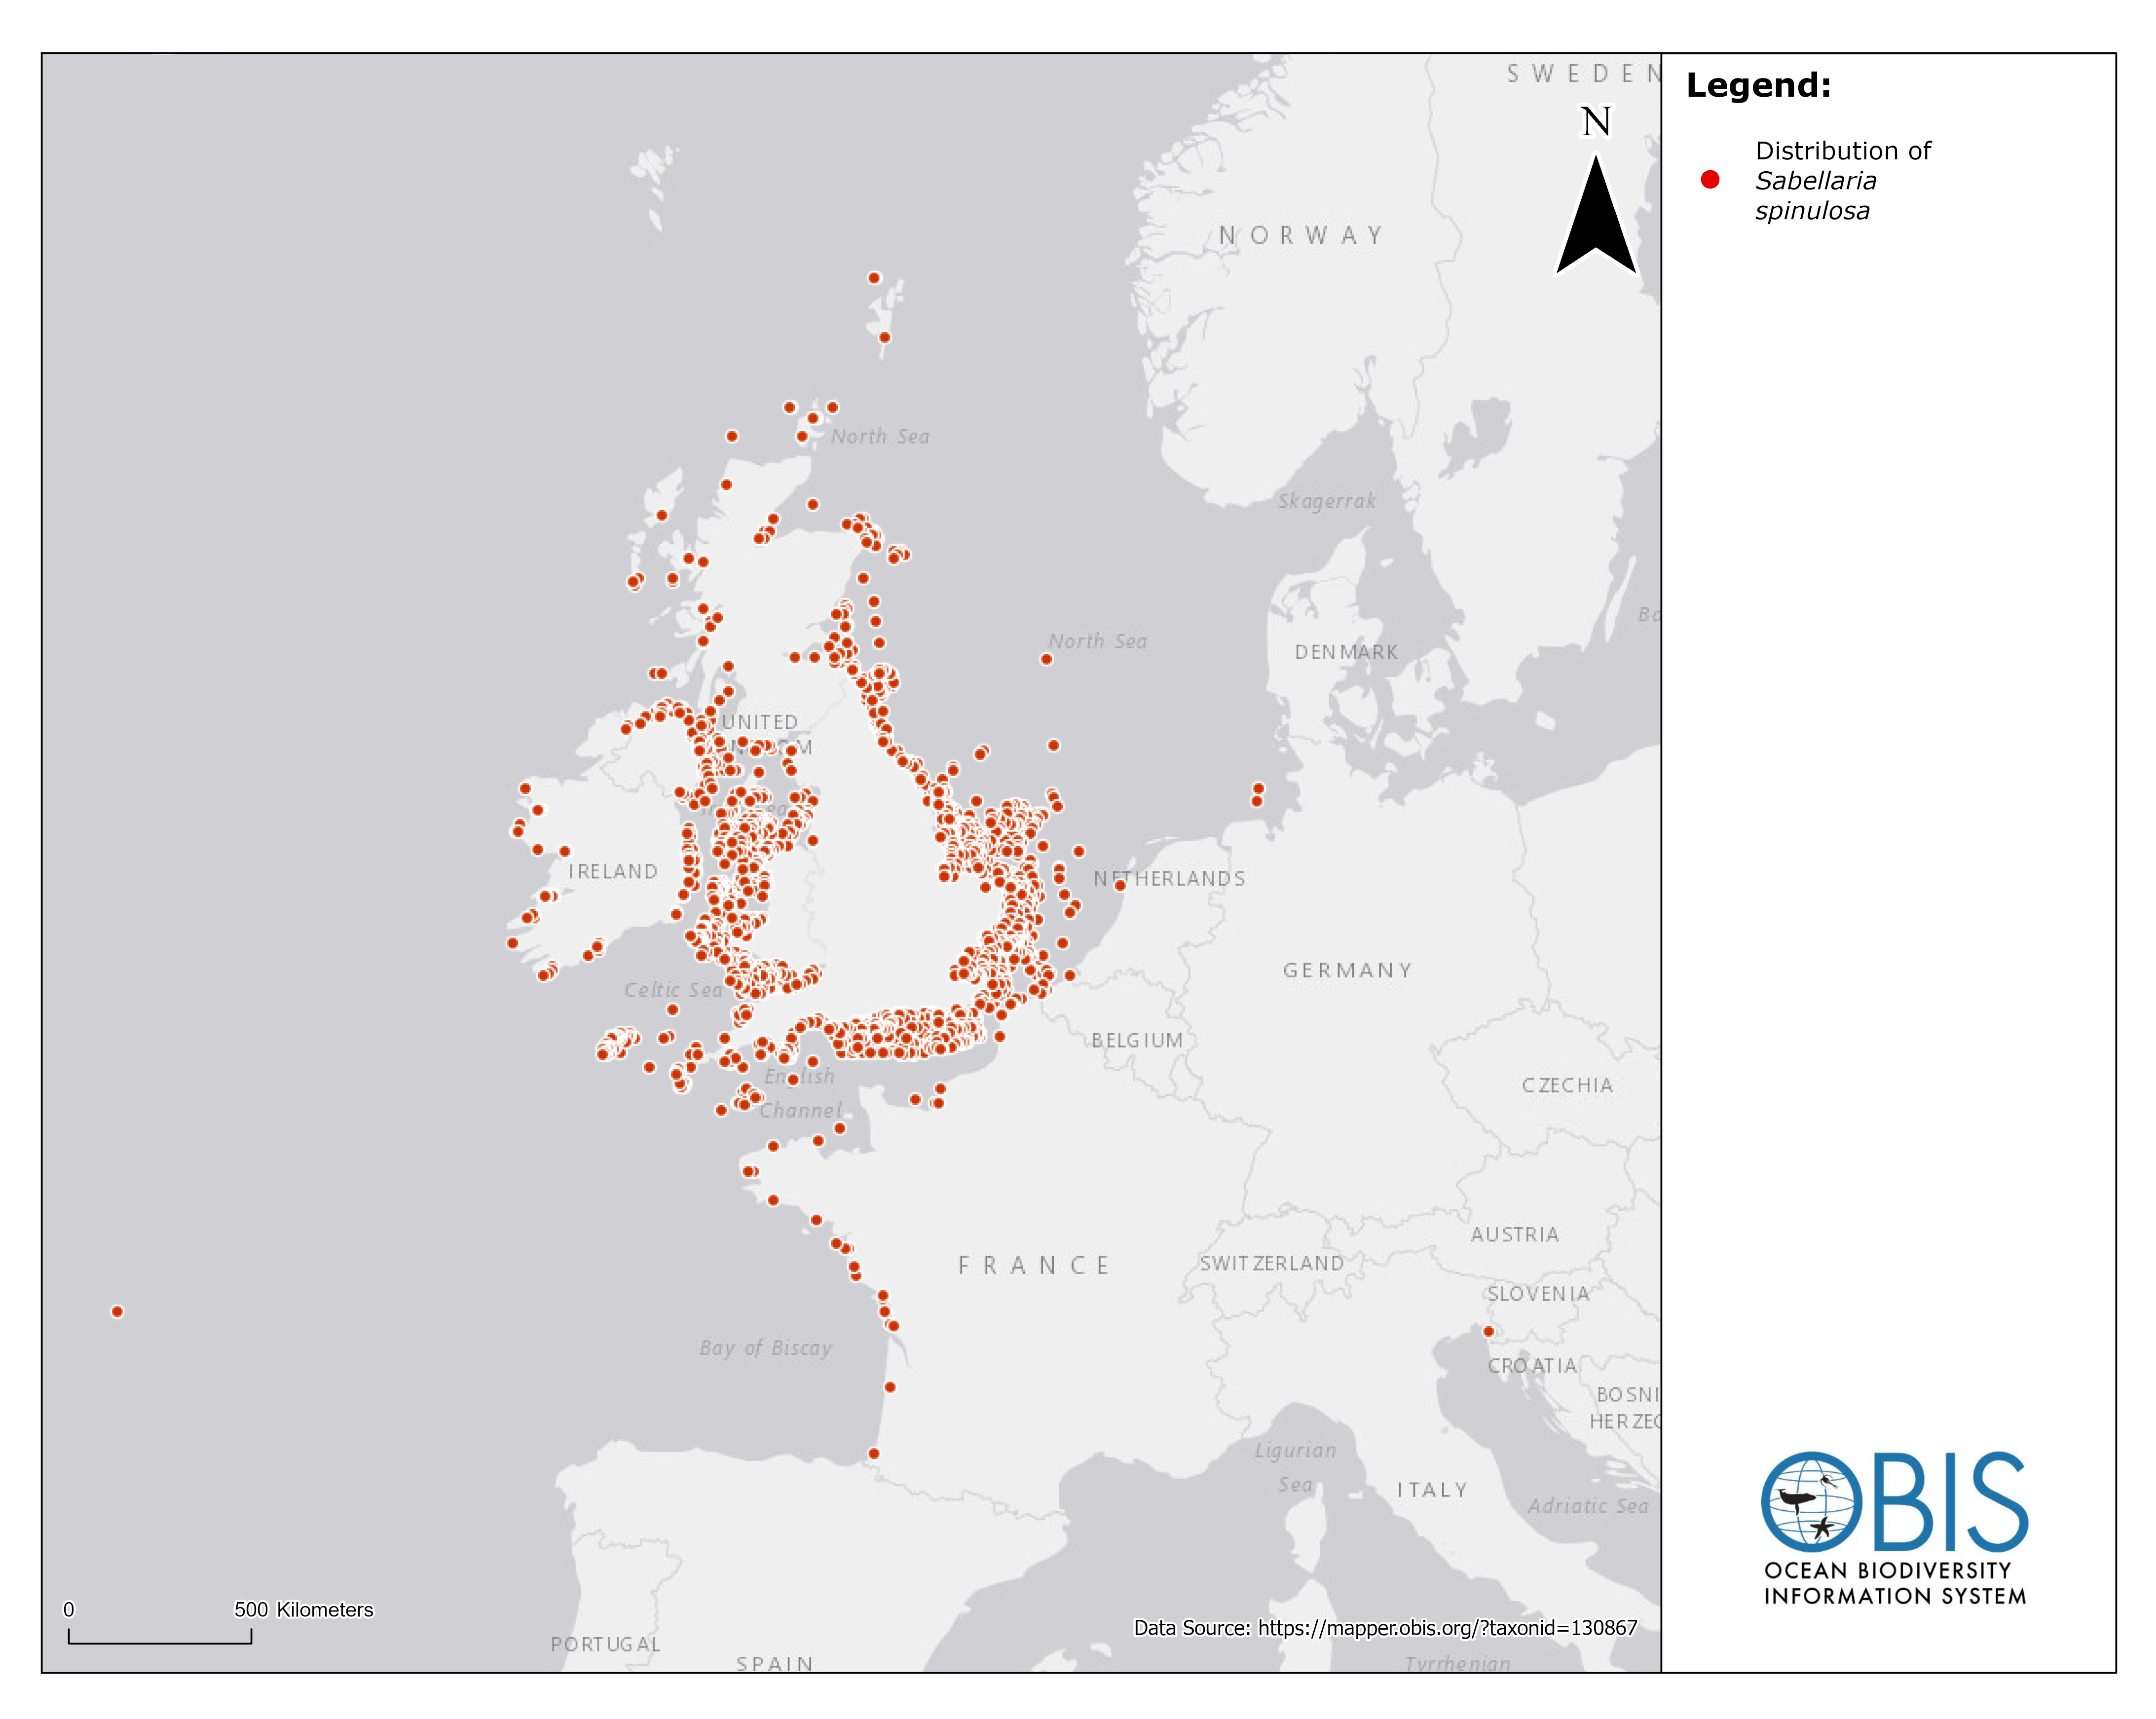 Legend:
Distribution of
Sabellaria
spinulosa
SWEDEN
N
NORWAY
North Sea
Skagerrak
North Sea
DENMARK
Ba
UNITED
IRELAND
NETHERLANDS
GERMANY
Celtic Sea
BELGIUM
English
Channel
CZECHIA
FRANCE
SWITZERLAND
AUSTRIA
SLOVENIA
CROATIA
Bay of Biscay
BOSNI
HERZEG
Ligurian
Sea
ITALY
Adriatic Sea
OBIS
OCEAN BIODIVERSITY
INFORMATION SYSTEM
0 500 Kilometers
Data Source: https://mapper.obis.org/?taxonid=130867
PORTUGAL
SPAIN
Tyrrhenian